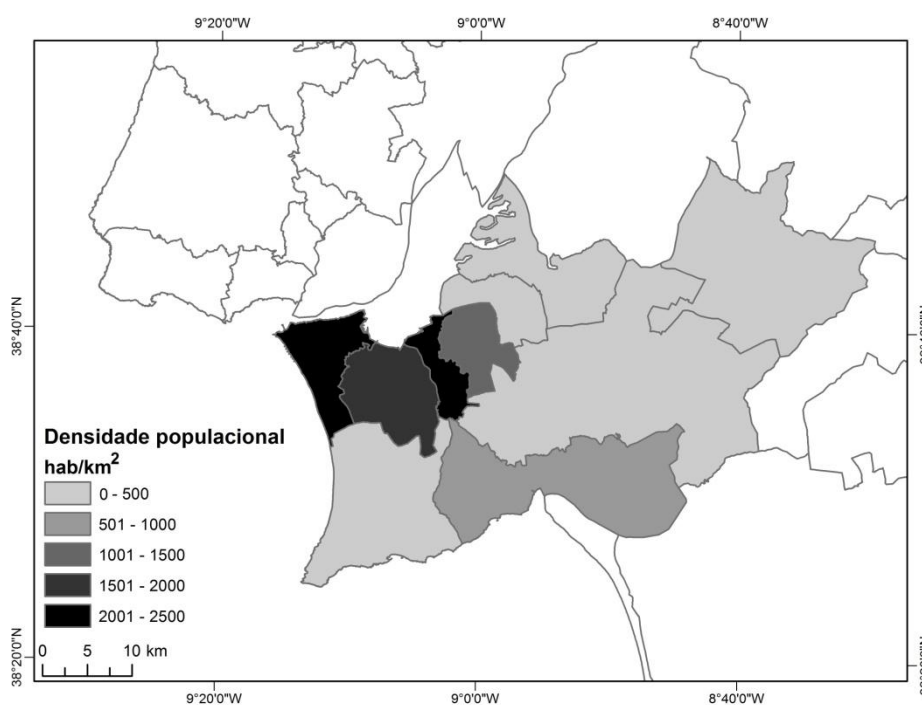 9°20'0"W 9°0'0"W 8°40'0"W
38°40'0"N
Densidade populacional
hab/km²
0 - 500
501 - 1000
1001 - 1500
1501 - 2000
2001 - 2500
0 5 10 km
38°20'0"N
9°20'0"W 9°0'0"W 8°40'0"W